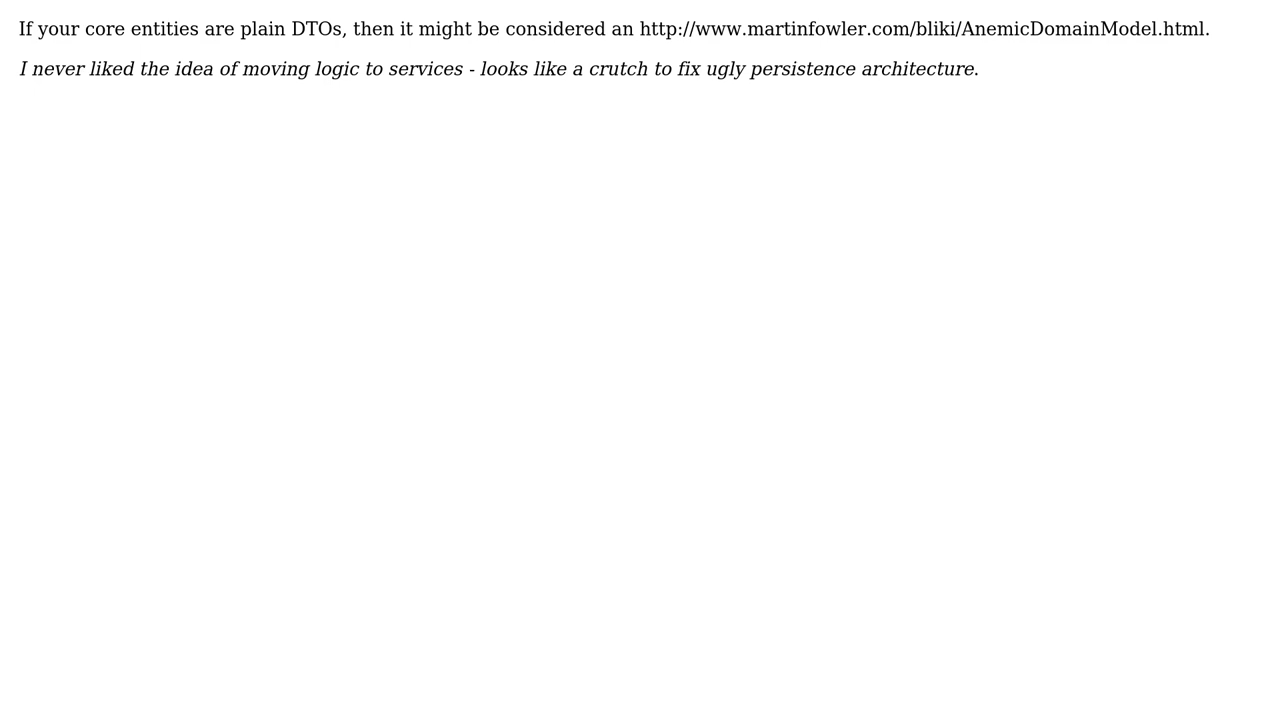 If your core entities are plain DTOs, then it might be considered an http://www.martinfowler.com/bliki/AnemicDomainModel.html.
I never liked the idea of moving logic to services - looks like a crutch to fix ugly persistence architecture.